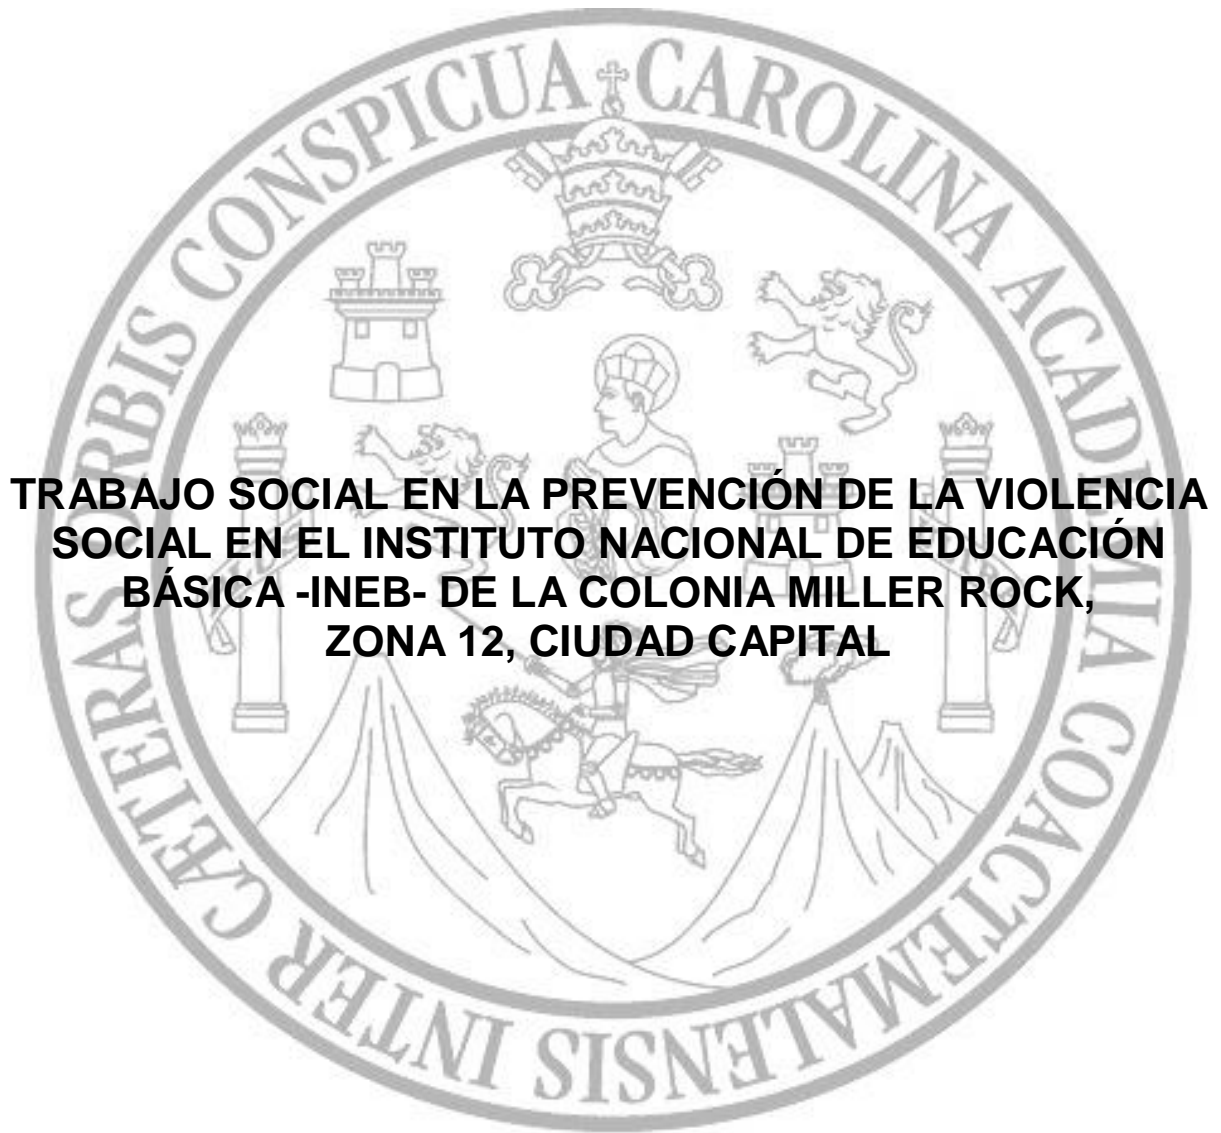 CAROLINA ACADEMIA COACTEMALENSIS INTER CÆTERAS ORBIS CONSPICUA
TRABAJO SOCIAL EN LA PREVENCIÓN DE LA VIOLENCIA
SOCIAL EN EL INSTITUTO NACIONAL DE EDUCACIÓN
BÁSICA -INEB- DE LA COLONIA MILLER ROCK,
ZONA 12, CIUDAD CAPITAL